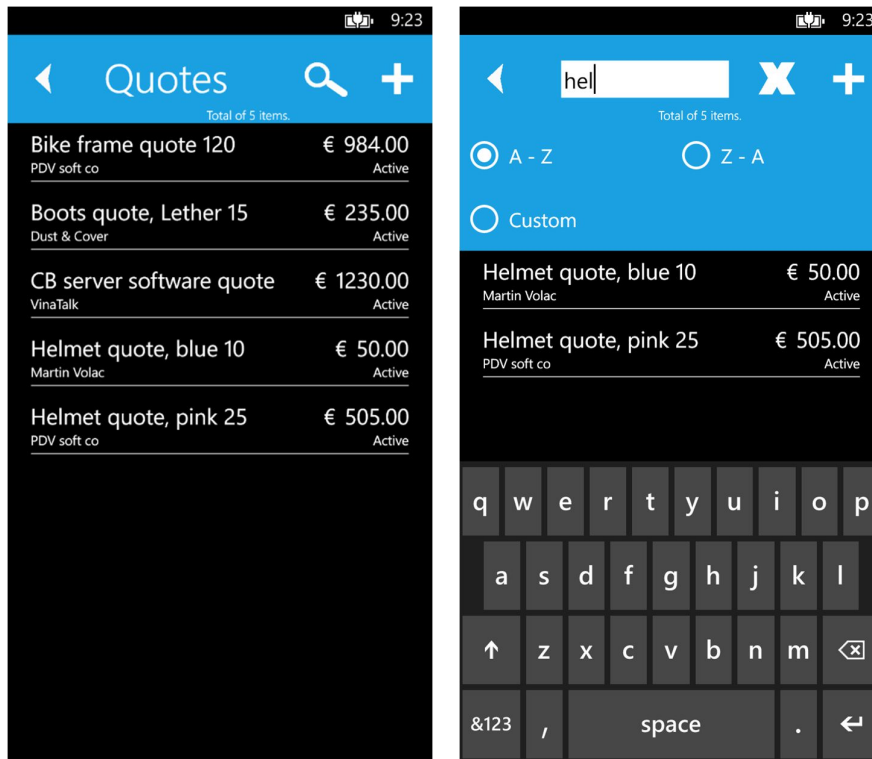 9:23
Quotes
Total of 5 items.
Bike frame quote 120 € 984.00
PDV soft co Active
Boots quote, Lether 15 € 235.00
Dust & Cover Active
CB server software quote € 1230.00
VinaTalk Active
Helmet quote, blue 10 € 50.00
Martin Volac Active
Helmet quote, pink 25 € 505.00
PDV soft co Active
9:23
hel
Total of 5 items.
A - Z Z - A
Custom
Helmet quote, blue 10 € 50.00
Martin Volac Active
Helmet quote, pink 25 € 505.00
PDV soft co Active
q w e r t y u i o p
a s d f g h j k l
z x c v b n m
&123 , space .